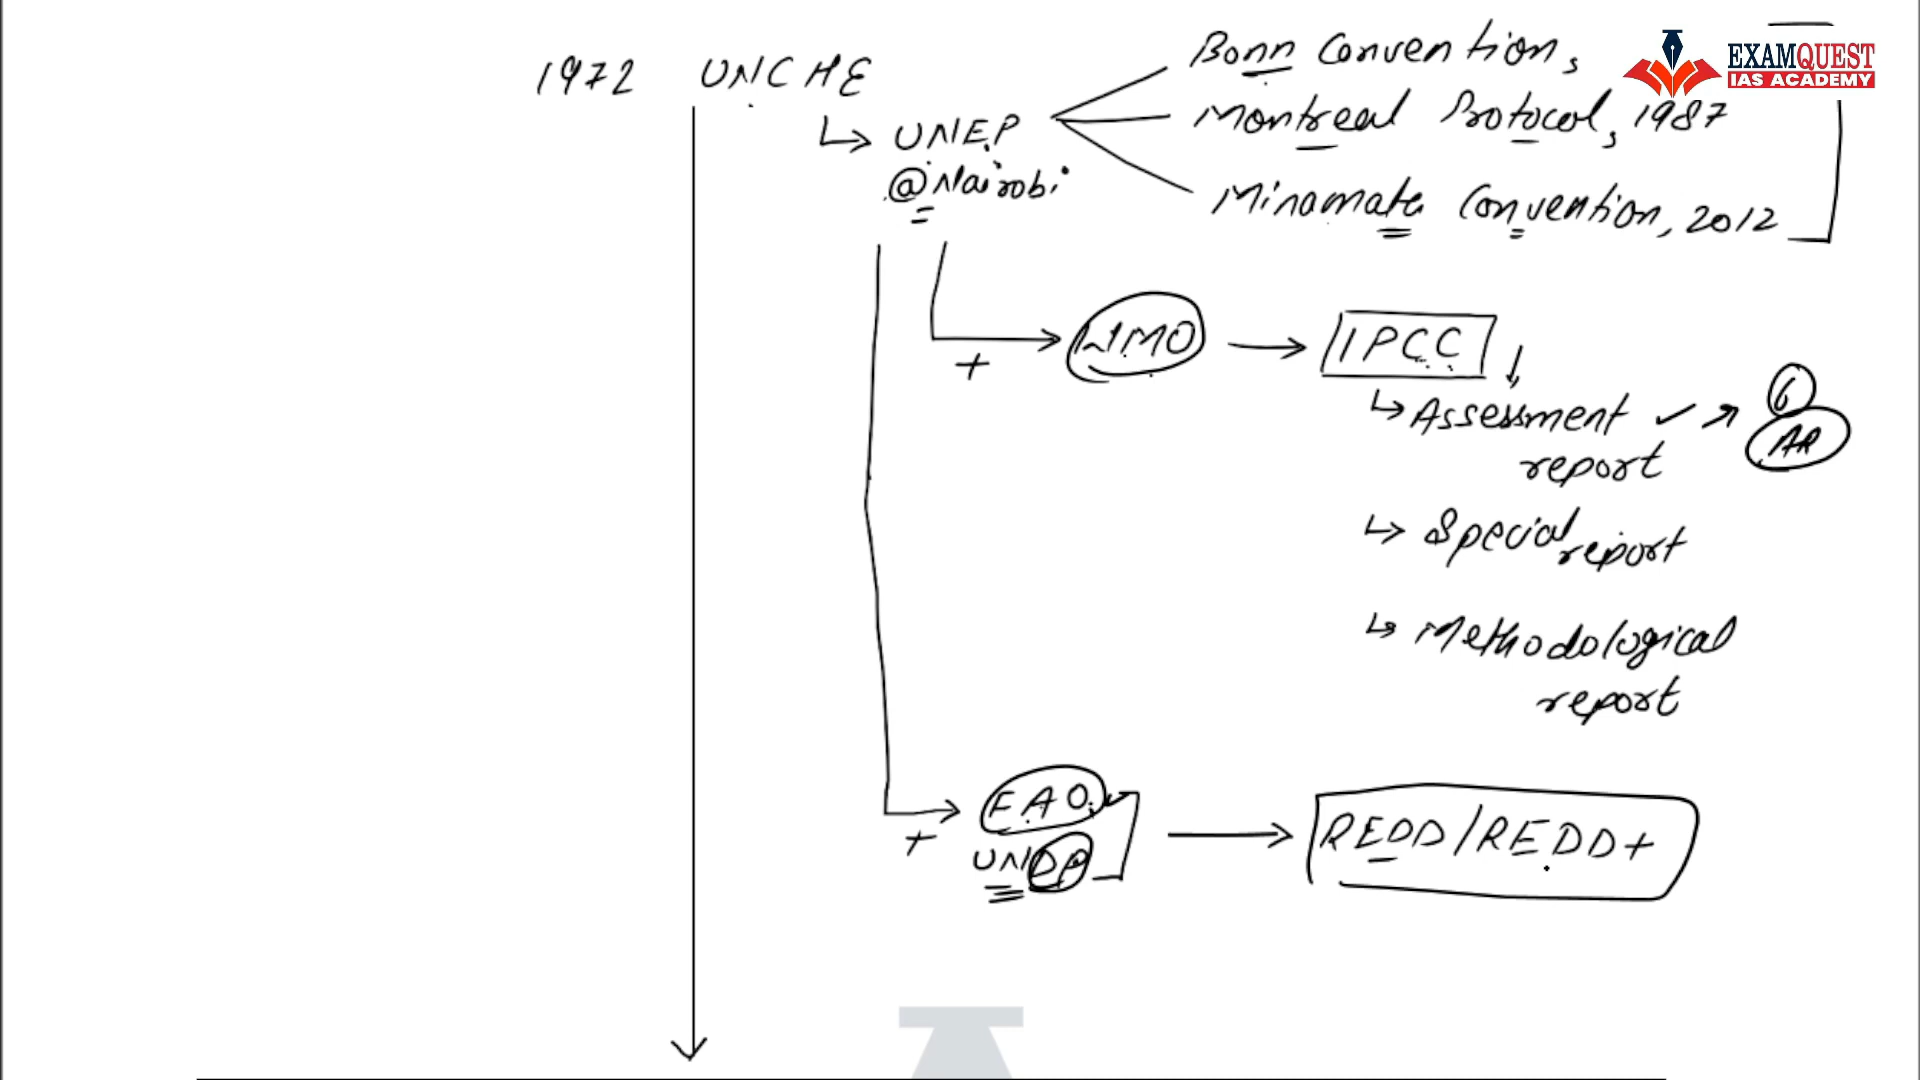 1972 UNCHE
UNEP
@Nairobi
Bonn Convention,
Montreal Protocol, 1987
Minamata Convention, 2012
EXAMQUEST
IAS ACADEMY
+
WMO
IPCC
Assessment
report
6
AR
Special report
Methodological
report
+
FAO
UNDP
REDD/REDD+